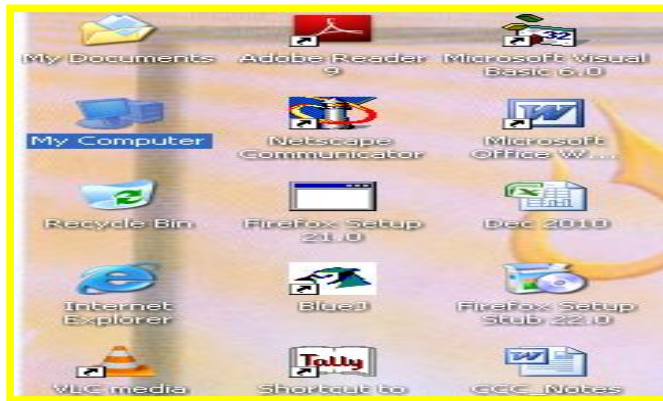 My Documents
Adobe Reader
9
32
Microsoft Visual
Basic 6.0
My Computer
Netscape
Communicator
W
Microsoft
Office W...
Recycle Bin
Firefox Setup
21.0
Dec 2010
Internet
Explorer
BlueJ
Firefox Setup
Stub 22.0
VLC media
Tally
Shortcut to
W
CCC_Notes